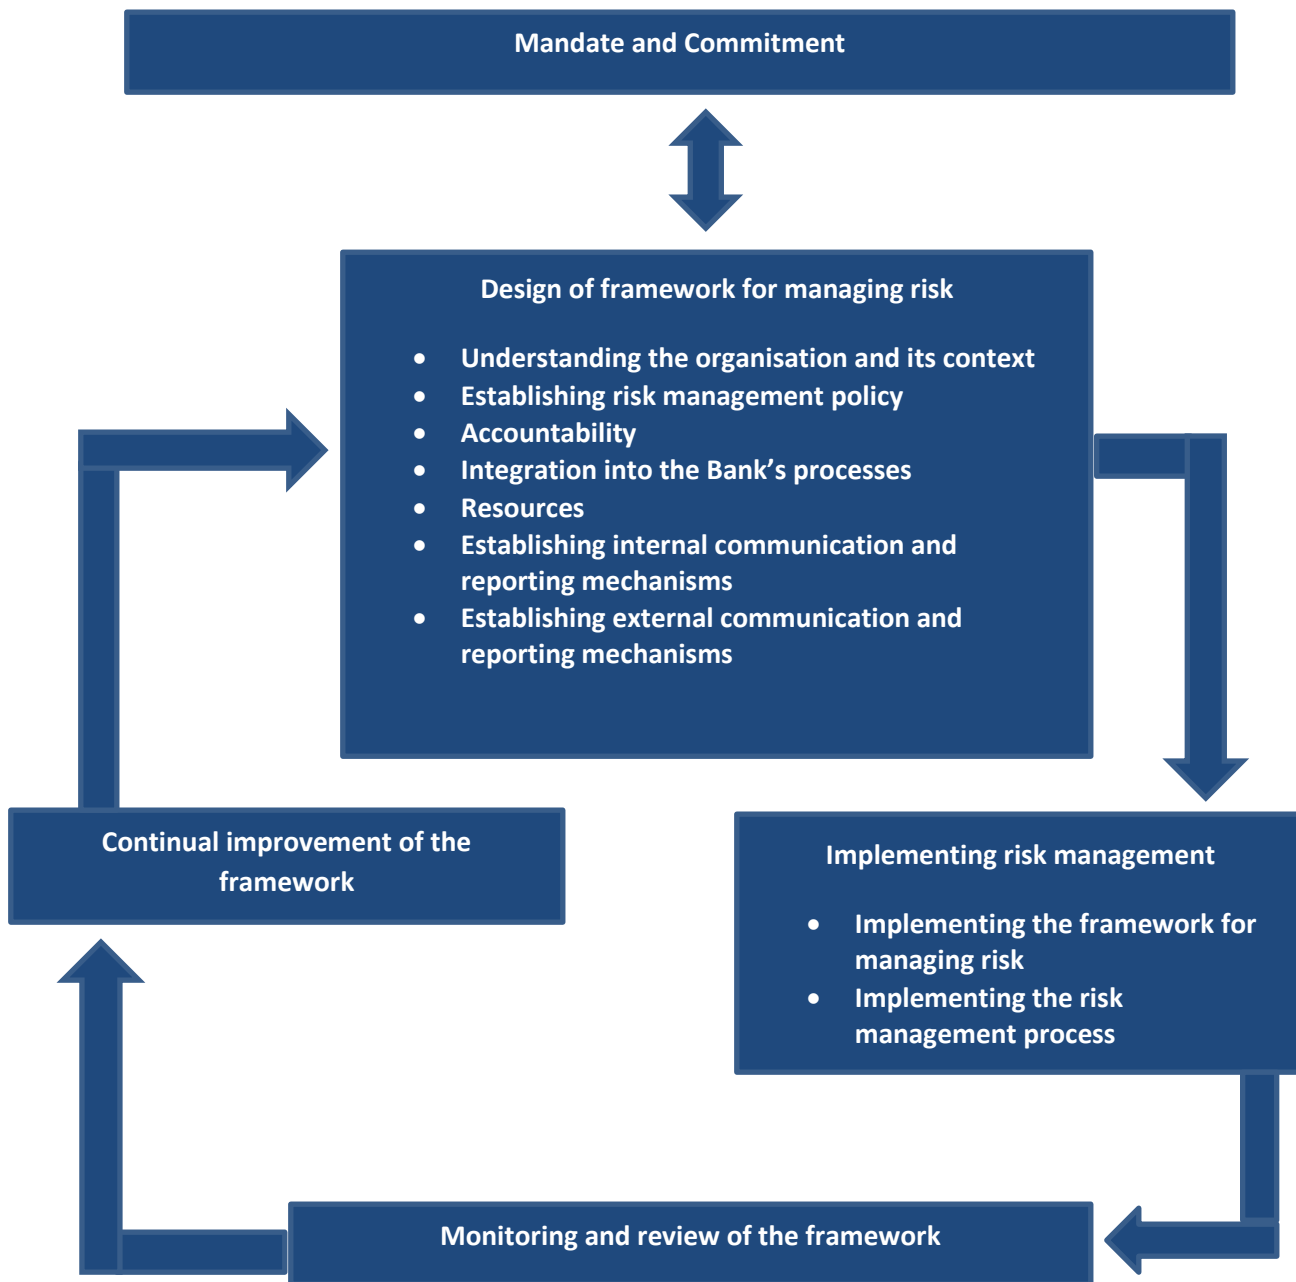 Mandate and Commitment
Design of framework for managing risk
• Understanding the organisation and its context
• Establishing risk management policy
• Accountability
• Integration into the Bank’s processes
• Resources
• Establishing internal communication and
reporting mechanisms
• Establishing external communication and
reporting mechanisms
Continual improvement of the
framework
Implementing risk management
• Implementing the framework for
managing risk
• Implementing the risk
management process
Monitoring and review of the framework